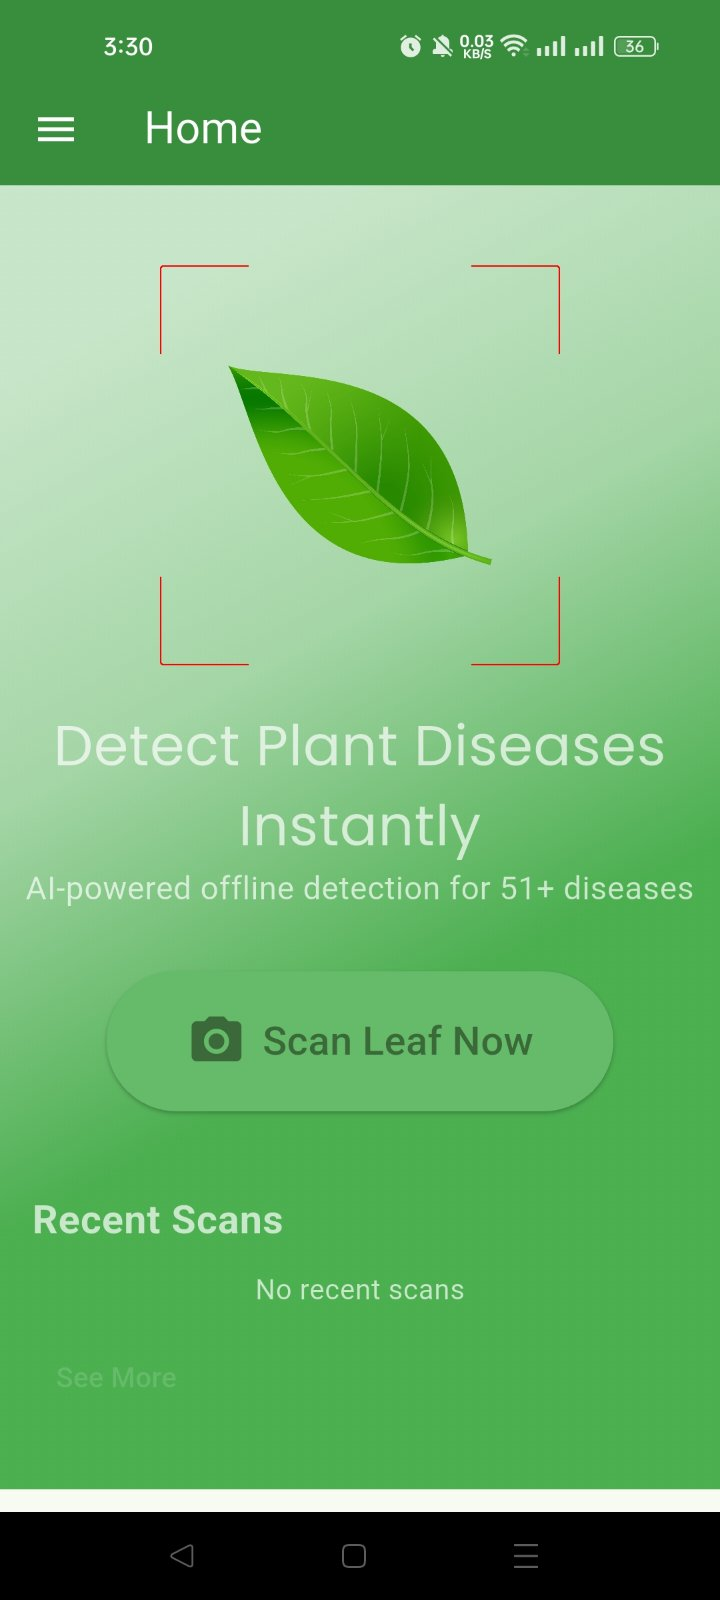 3:30 0.03 KB/S 36
Home
Detect Plant Diseases
Instantly
AI-powered offline detection for 51+ diseases
Scan Leaf Now
Recent Scans
No recent scans
See More